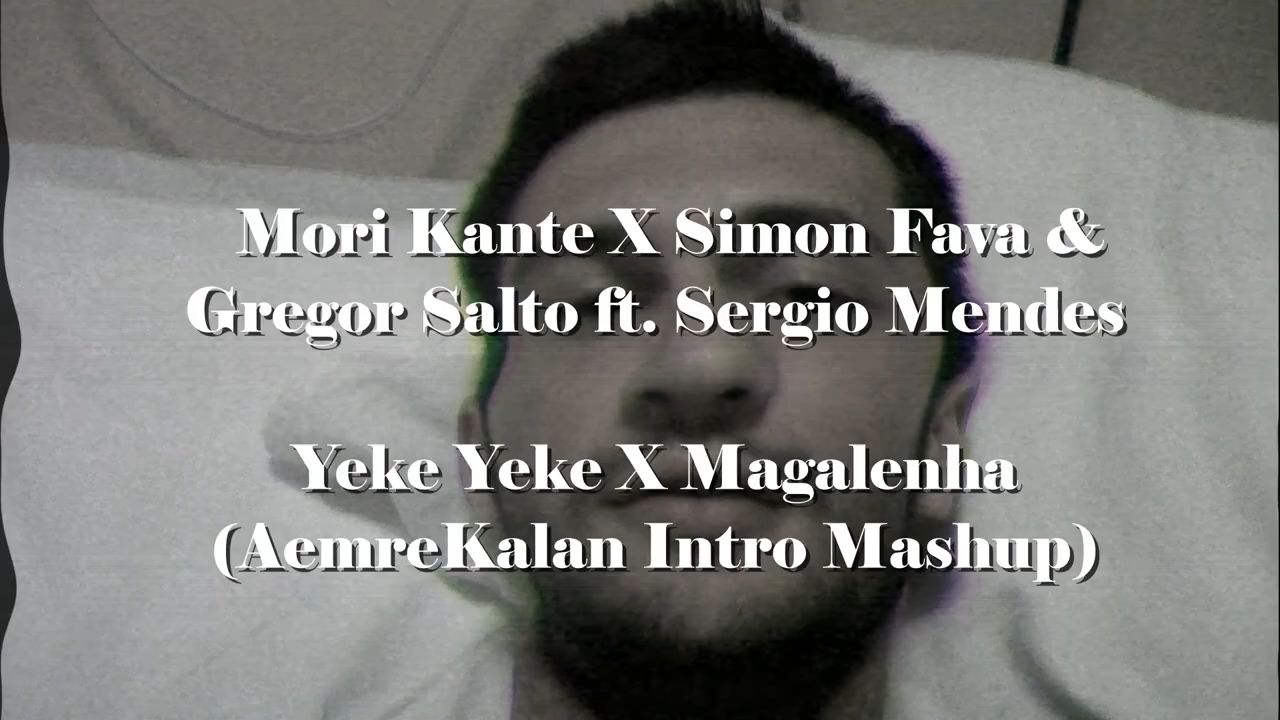 Mori Kante X Simon Fava &
Gregor Salto ft. Sergio Mendes
Yeke Yeke X Magalenha
(AemreKalan Intro Mashup)